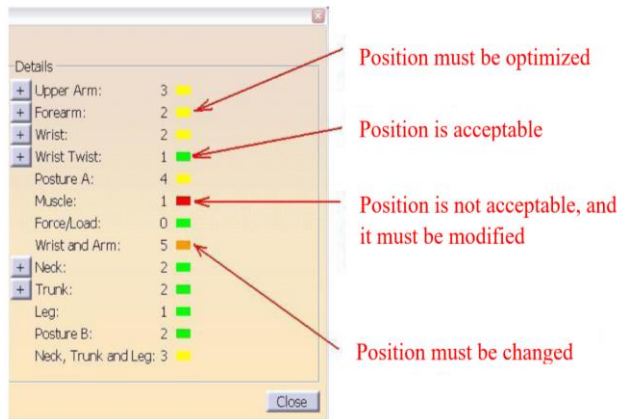 Details
+ Upper Arm: 3
+ Forearm: 2
+ Wrist: 2
+ Wrist Twist: 1
Posture A: 4
Muscle: 1
Force/Load: 0
Wrist and Arm: 5
+ Neck: 2
+ Trunk: 2
Leg: 1
Posture B: 2
Neck, Trunk and Leg: 3
Close
Position must be optimized
Position is acceptable
Position is not acceptable, and
it must be modified
Position must be changed